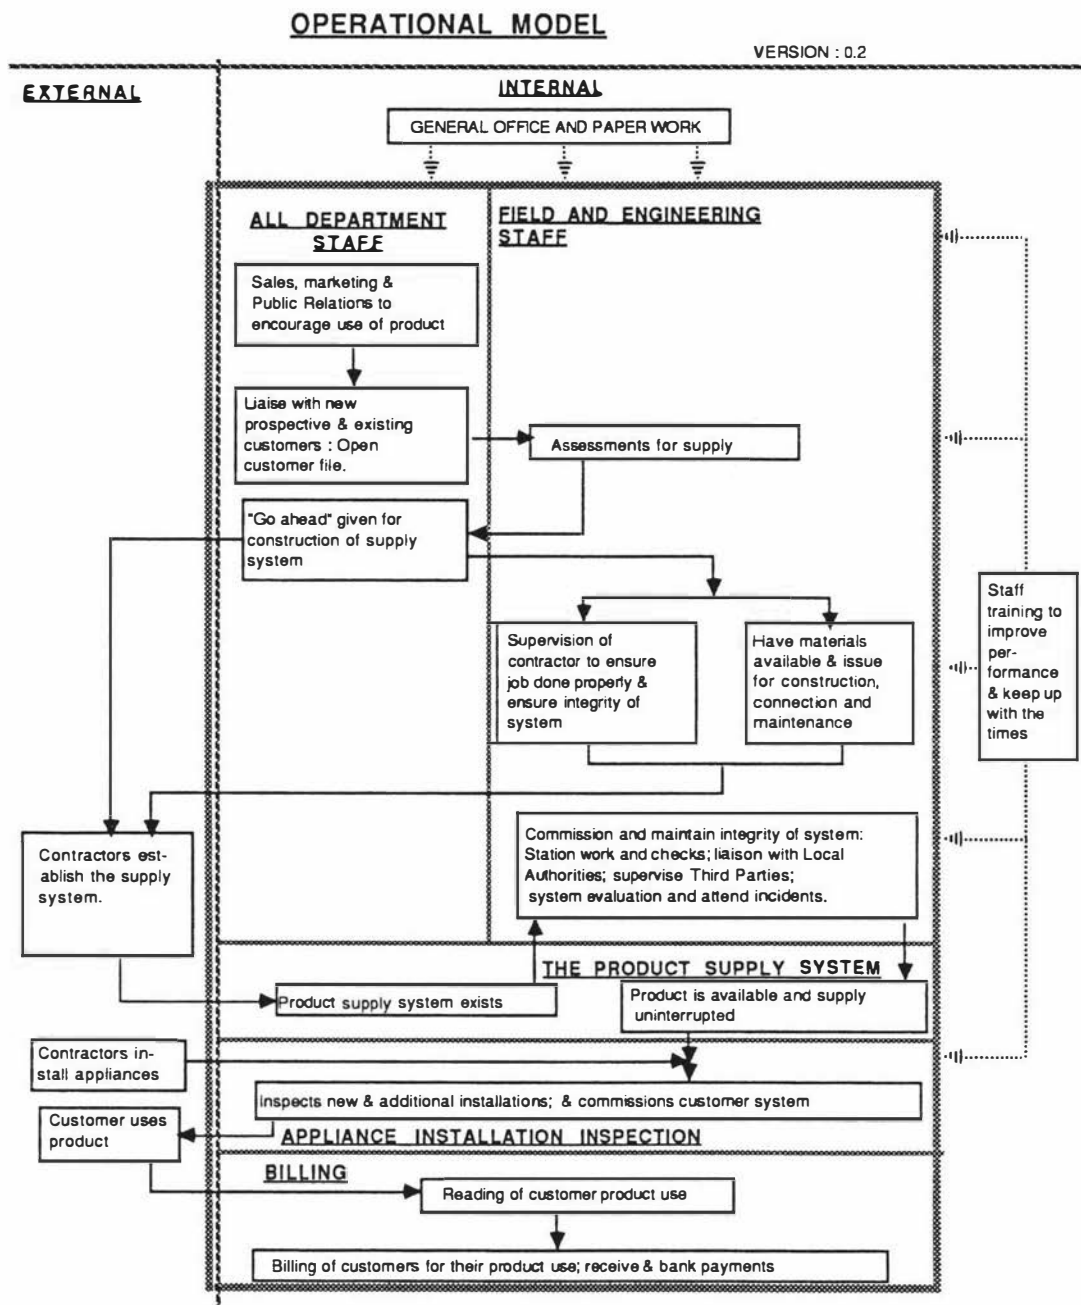 OPERATIONAL MODEL
VERSION : 0.2
EXTERNAL
INTERNAL
GENERAL OFFICE AND PAPER WORK
ALL DEPARTMENT
STAFF
FIELD AND ENGINEERING
STAFF
Sales, marketing &
Public Relations to
encourage use of product
Liaise with new
prospective & existing
customers : Open
customer file.
Assessments for supply
"Go ahead" given for
construction of supply
system
Supervision of
contractor to ensure
job done properly &
ensure integrity of
system
Have materials
available & issue
for construction,
connection and
maintenance
Staff
training to
improve
per-
formance
& keep up
with the
times
Contractors est-
ablish the supply
system.
Commission and maintain integrity of system:
Station work and checks; liaison with Local
Authorities; supervise Third Parties;
system evaluation and attend incidents.
THE PRODUCT SUPPLY SYSTEM
Product supply system exists
Product is available and supply
uninterrupted
Contractors in-
stall appliances
Inspects new & additional installations; & commissions customer system
Customer uses
product
APPLIANCE INSTALLATION INSPECTION
BILLING
Reading of customer product use
Billing of customers for their product use; receive & bank payments